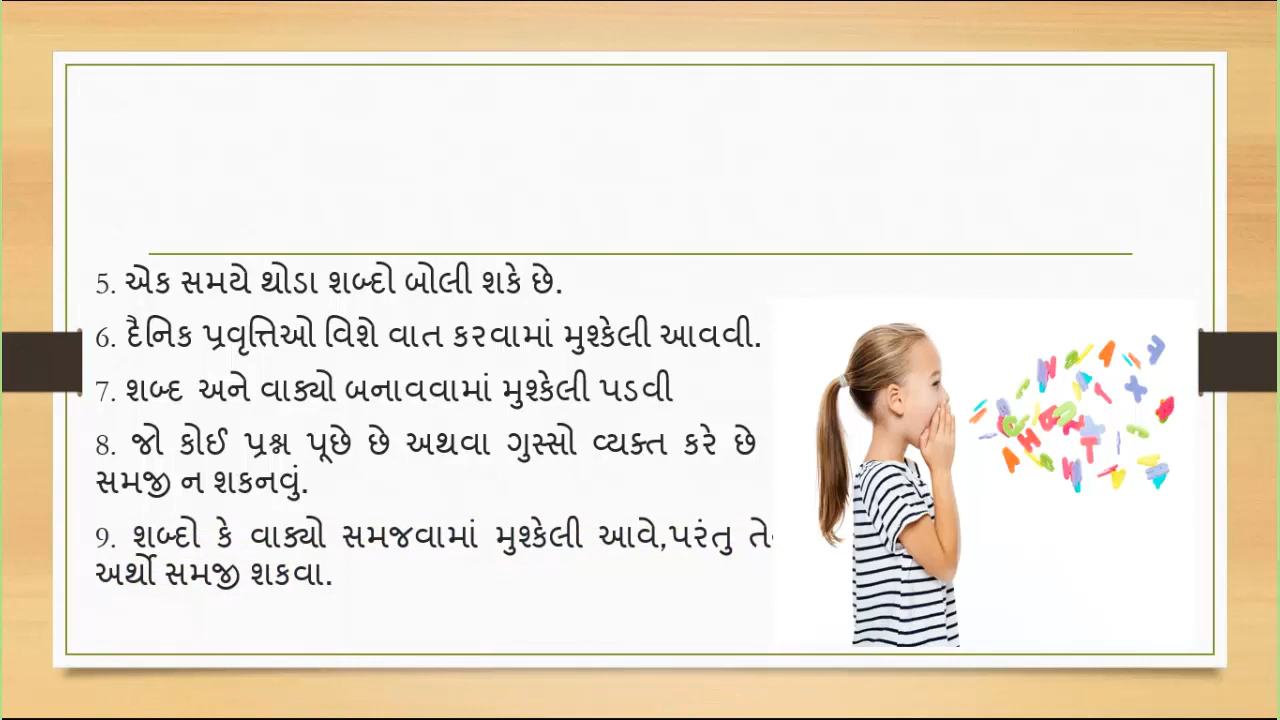 5. એક સમયે થોડા શબ્દો બોલી શકે છે.
6. દૈનિક પ્રવૃત્તિઓ વિશે વાત કરવામાં મુશ્કેલી આવવી.
7. શબ્દ અને વાક્યો બનાવવામાં મુશ્કેલી પડવી
8. જો કોઈ પ્રશ્ન પૂછે છે અથવા ગુસ્સો વ્યક્ત કરે છે
સમજી ન શકનવું.
9. શબ્દો કે વાક્યો સમજવામાં મુશ્કેલી આવે,પરંતુ
અર્થો સમજી શકવા.